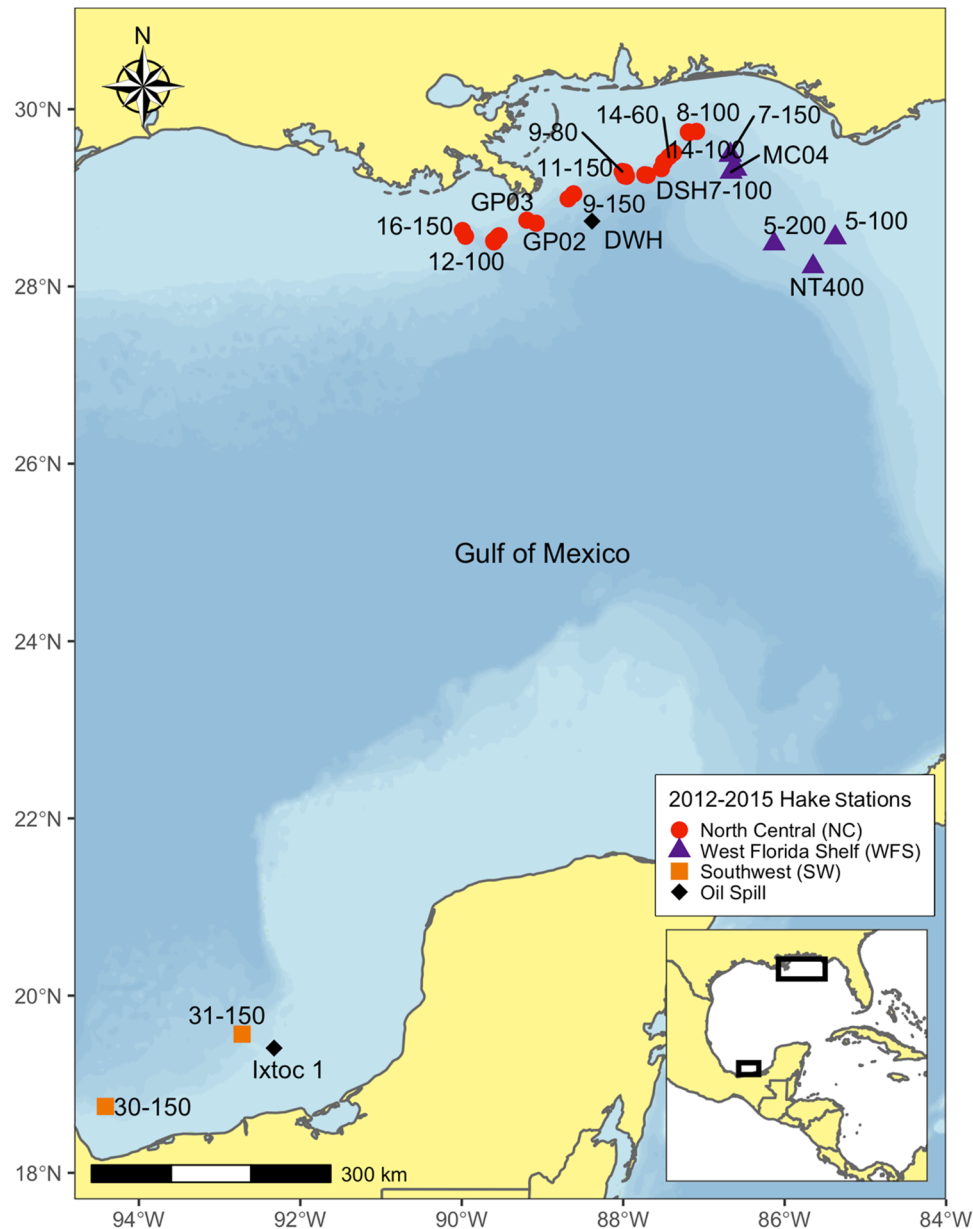 N
30°N
28°N
26°N
24°N
22°N
20°N
18°N
14-60
8-100
7-150
9-80
14-100
MC04
11-150
DSH7-100
GP03
9-150
5-200
5-100
16-150
GP02
DWH
12-100
NT400
Gulf of Mexico
2012-2015 Hake Stations
North Central (NC)
West Florida Shelf (WFS)
Southwest (SW)
Oil Spill
31-150
Ixtoc 1
30-150
300 km
94°W
92°W
90°W
88°W
86°W
84°W